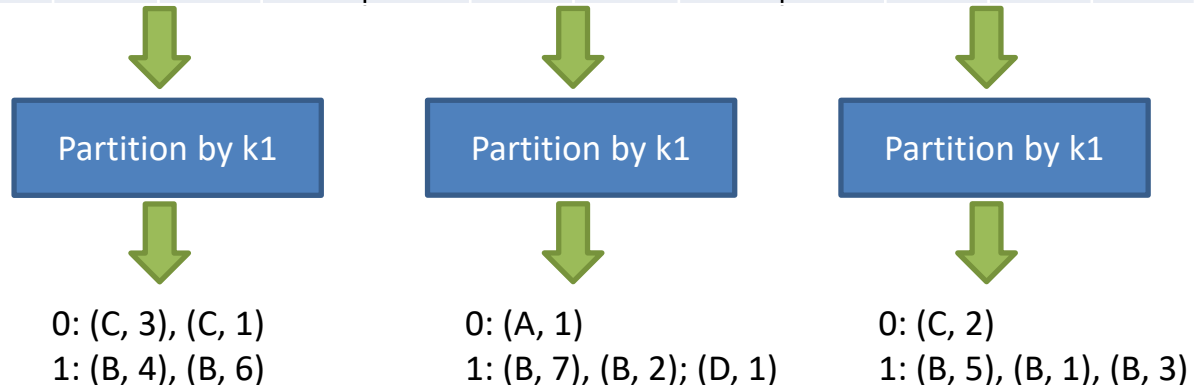 Partition by k1
Partition by k1
Partition by k1
0: (C, 3), (C, 1)
1: (B, 4), (B, 6)
0: (A, 1)
1: (B, 7), (B, 2); (D, 1)
0: (C, 2)
1: (B, 5), (B, 1), (B, 3)